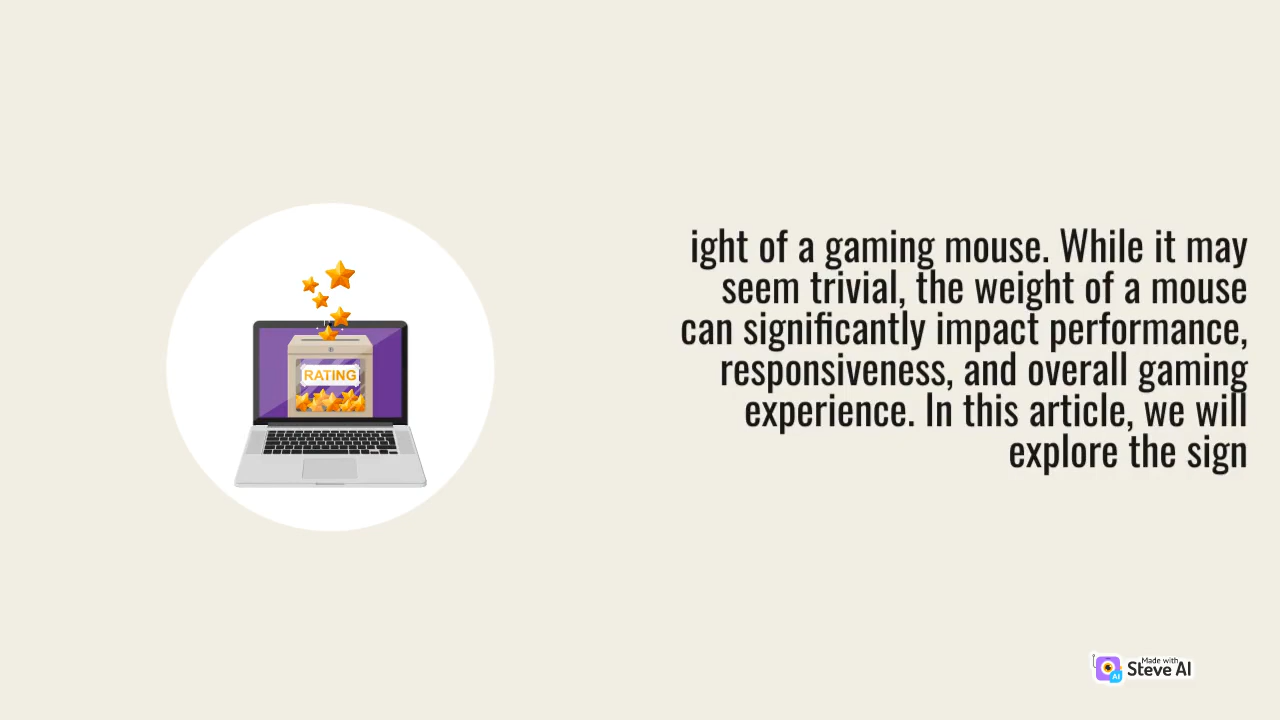 ight of a gaming mouse. While it may
seem trivial, the weight of a mouse
can significantly impact performance,
responsiveness, and overall gaming
experience. In this article, we will
explore the sign
RATING
Made with
Steve AI
AI